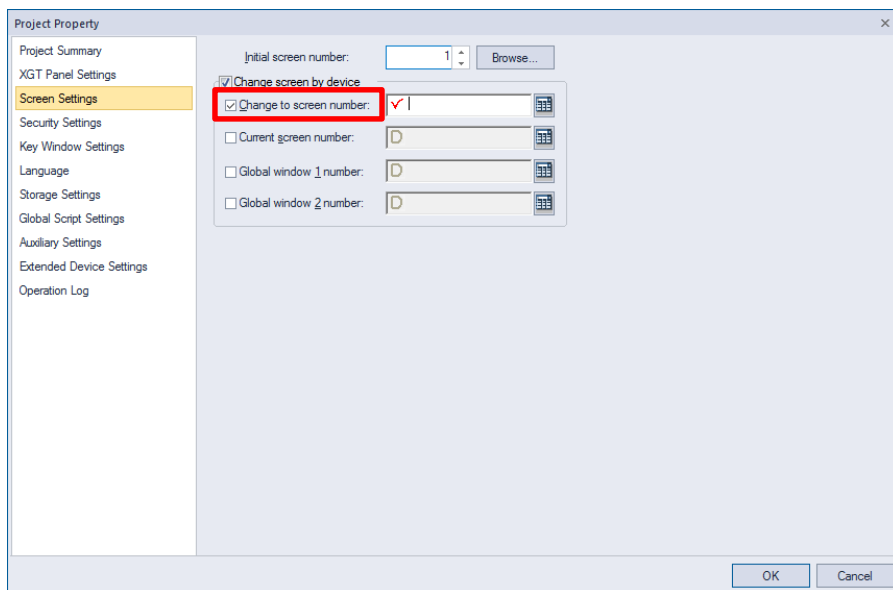 Project Property
Project Summary
XGT Panel Settings
Screen Settings
Security Settings
Key Window Settings
Language
Storage Settings
Global Script Settings
Auxiliary Settings
Extended Device Settings
Operation Log
Initial screen number: 1 Browse...
Change screen by device
Change to screen number:
Current screen number: D
Global window 1 number: D
Global window 2 number: D
OK Cancel